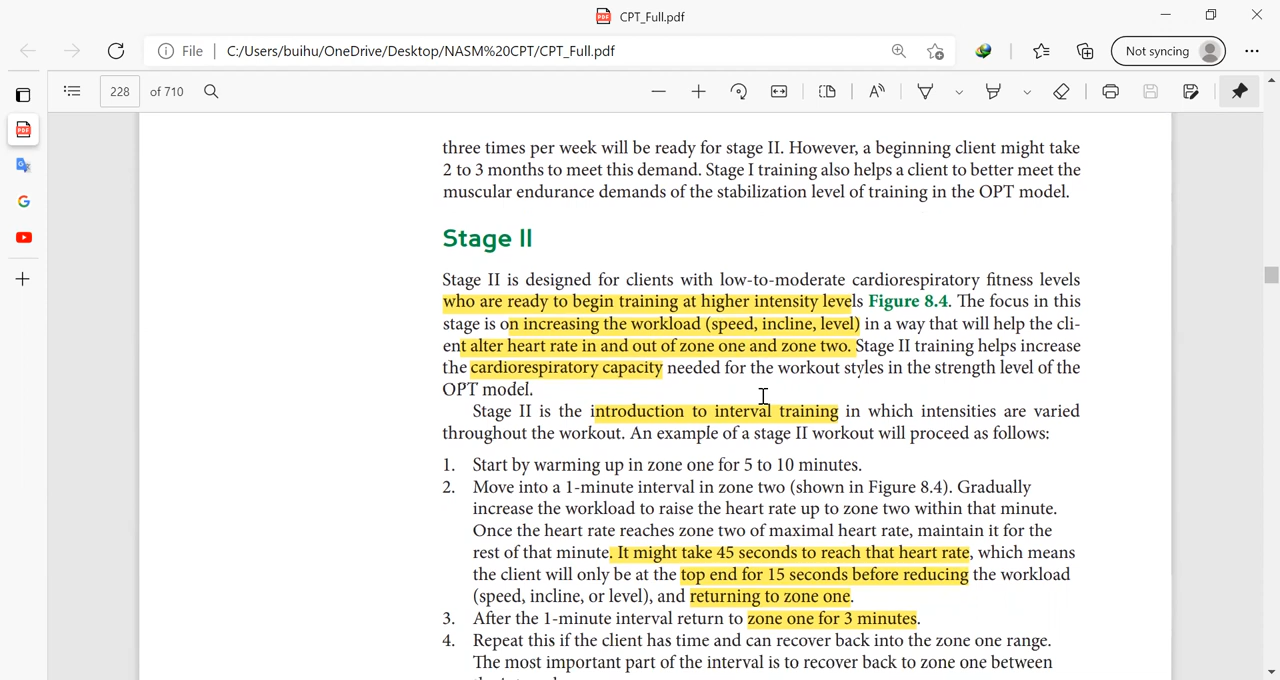 CPT_Full.pdf
File | C:/Users/buihu/OneDrive/Desktop/NASM%20CPT/CPT_Full.pdf
Not syncing
228 of 710
three times per week will be ready for stage II. However, a beginning client might take
2 to 3 months to meet this demand. Stage I training also helps a client to better meet the
muscular endurance demands of the stabilization level of training in the OPT model.
Stage II
Stage II is designed for clients with low-to-moderate cardiorespiratory fitness levels
who are ready to begin training at higher intensity levels Figure 8.4. The focus in this
stage is on increasing the workload (speed, incline, level) in a way that will help the cli-
ent alter heart rate in and out of zone one and zone two. Stage II training helps increase
the cardiorespiratory capacity needed for the workout styles in the strength level of the
OPT model.
Stage II is the introduction to interval training in which intensities are varied
throughout the workout. An example of a stage II workout will proceed as follows:
1. Start by warming up in zone one for 5 to 10 minutes.
2. Move into a 1-minute interval in zone two (shown in Figure 8.4). Gradually
increase the workload to raise the heart rate up to zone two within that minute.
Once the heart rate reaches zone two of maximal heart rate, maintain it for the
rest of that minute. It might take 45 seconds to reach that heart rate, which means
the client will only be at the top end for 15 seconds before reducing the workload
(speed, incline, or level), and returning to zone one.
3. After the 1-minute interval return to zone one for 3 minutes.
4. Repeat this if the client has time and can recover back into the zone one range.
The most important part of the interval is to recover back to zone one between